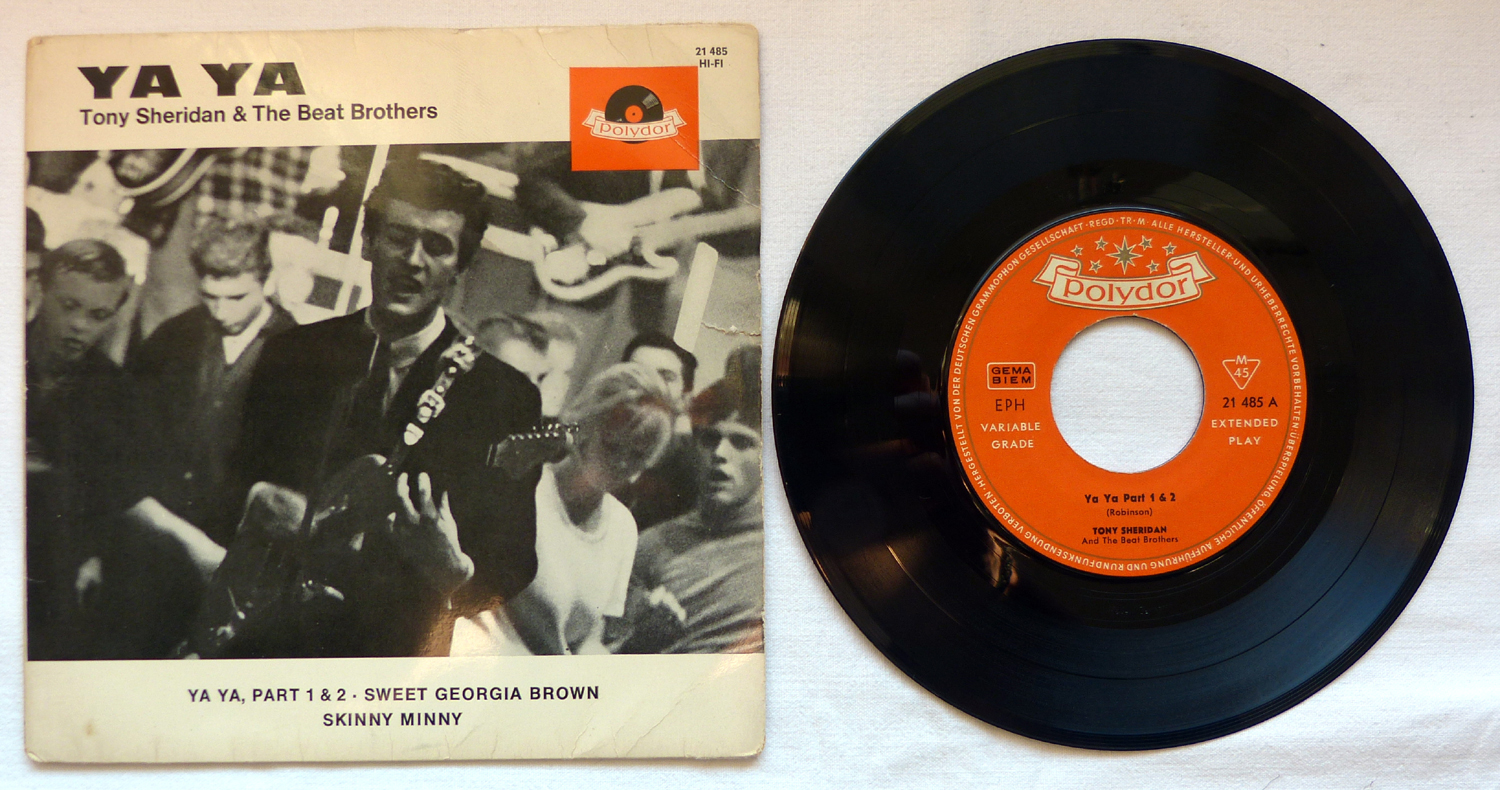 YA YA
Tony Sheridan & The Beat Brothers
21 485
HI-FI
polydor
YA YA, PART 1 & 2 · SWEET GEORGIA BROWN
SKINNY MINNY
HERGESTELLT VON DER DEUTSCHEN GRAMMOPHON GESELLSCHAFT · REGD · TR · M · ALLE HERSTELLER- UND URHEBERRECHTE VORBEHALTEN · ÜBERSPIELUNG, ÖFFENTLICHE AUFFÜHRUNG UND RUNDFUNKSENDUNG VERBOTEN ·
polydor
GEMA
BIEM
EPH
VARIABLE
GRADE
M
45
21 485 A
EXTENDED
PLAY
Ya Ya Part 1 & 2
(Robinson)
TONY SHERIDAN
And The Beat Brothers